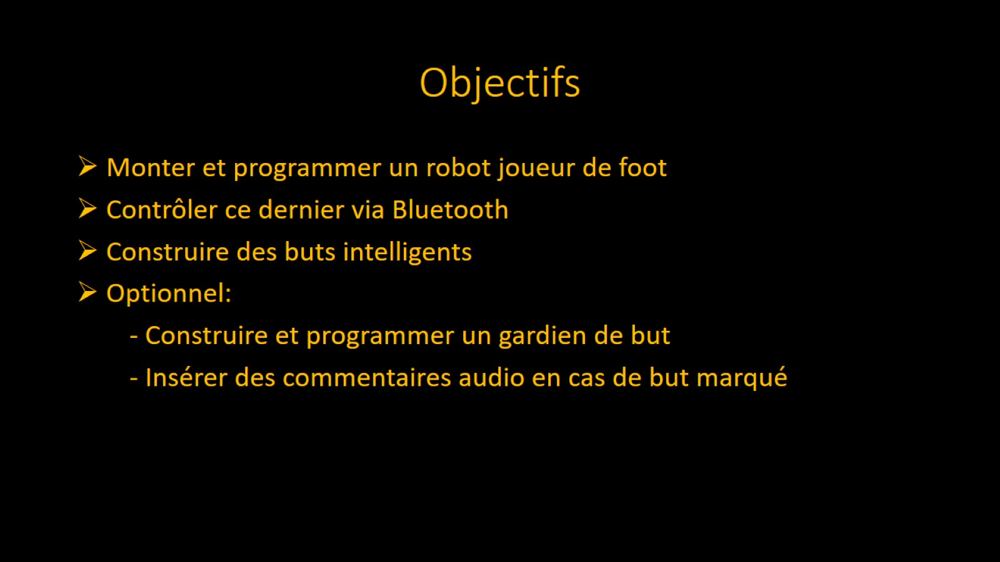 Objectifs
➢ Monter et programmer un robot joueur de foot
➢ Contrôler ce dernier via Bluetooth
➢ Construire des buts intelligents
➢ Optionnel:
- Construire et programmer un gardien de but
- Insérer des commentaires audio en cas de but marqué